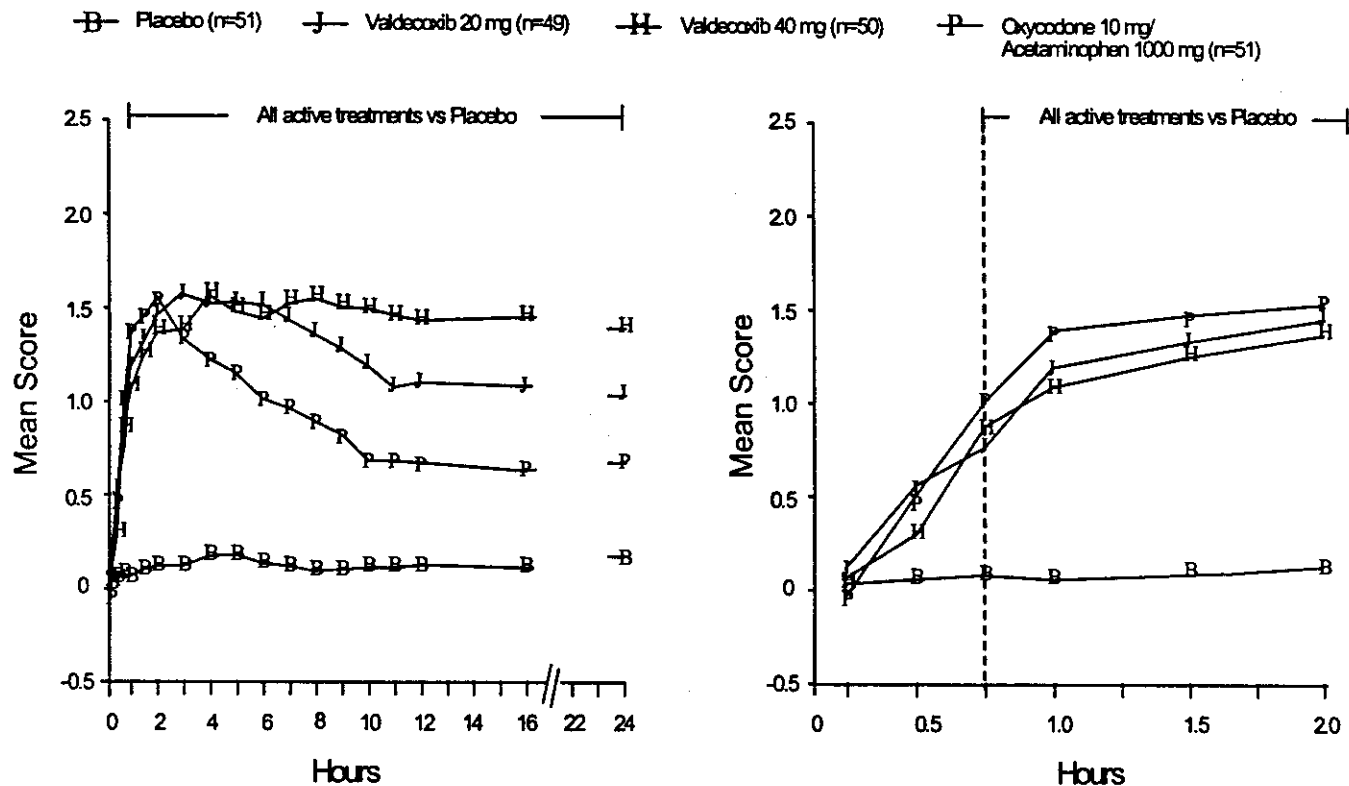 B Placebo (n=51) J Valdecoxib 20 mg (n=49) H Valdecoxib 40 mg (n=50) P Oxycodone 10 mg/
Acetaminophen 1000 mg (n=51)
All active treatments vs Placebo
2.5
2.0
1.5
1.0
0.5
0
-0.5
Mean Score
P P P P P P P P P P P P P P P P
J J J J J J J J J J J
H H H H H H H H H H H H H H H H
B B B B B B B B B B B B B B B B
0 2 4 6 8 10 12 14 16 22 24
Hours
All active treatments vs Placebo
2.5
2.0
1.5
1.0
0.5
0
-0.5
Mean Score
P P P P P P
J J J J
H H H H H
B B B B B
0 0.5 1.0 1.5 2.0
Hours